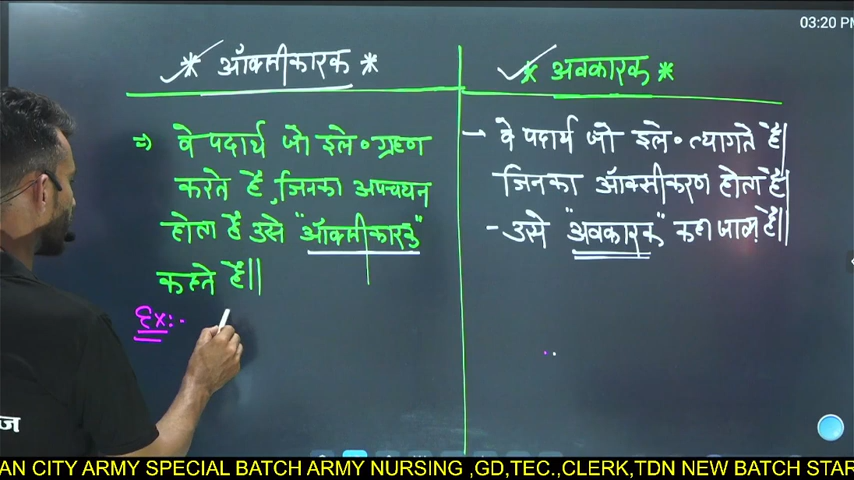 03:20 PM
* ऑक्सीकारक *
* अवकारक *
⇒ वे पदार्थ जो इले॰ ग्रहण
करते हैं, जिनका अपचयन
होता है उसे "ऑक्सीकारक"
कहते हैं||
Ex:-
→ वे पदार्थ जो इले॰ त्यागते हैं|
जिनका ऑक्सीकरण होता है|
- उसे "अवकारक" कहा जाता है||
ज
AN CITY ARMY SPECIAL BATCH ARMY NURSING ,GD,TEC.,CLERK,TDN NEW BATCH STAR